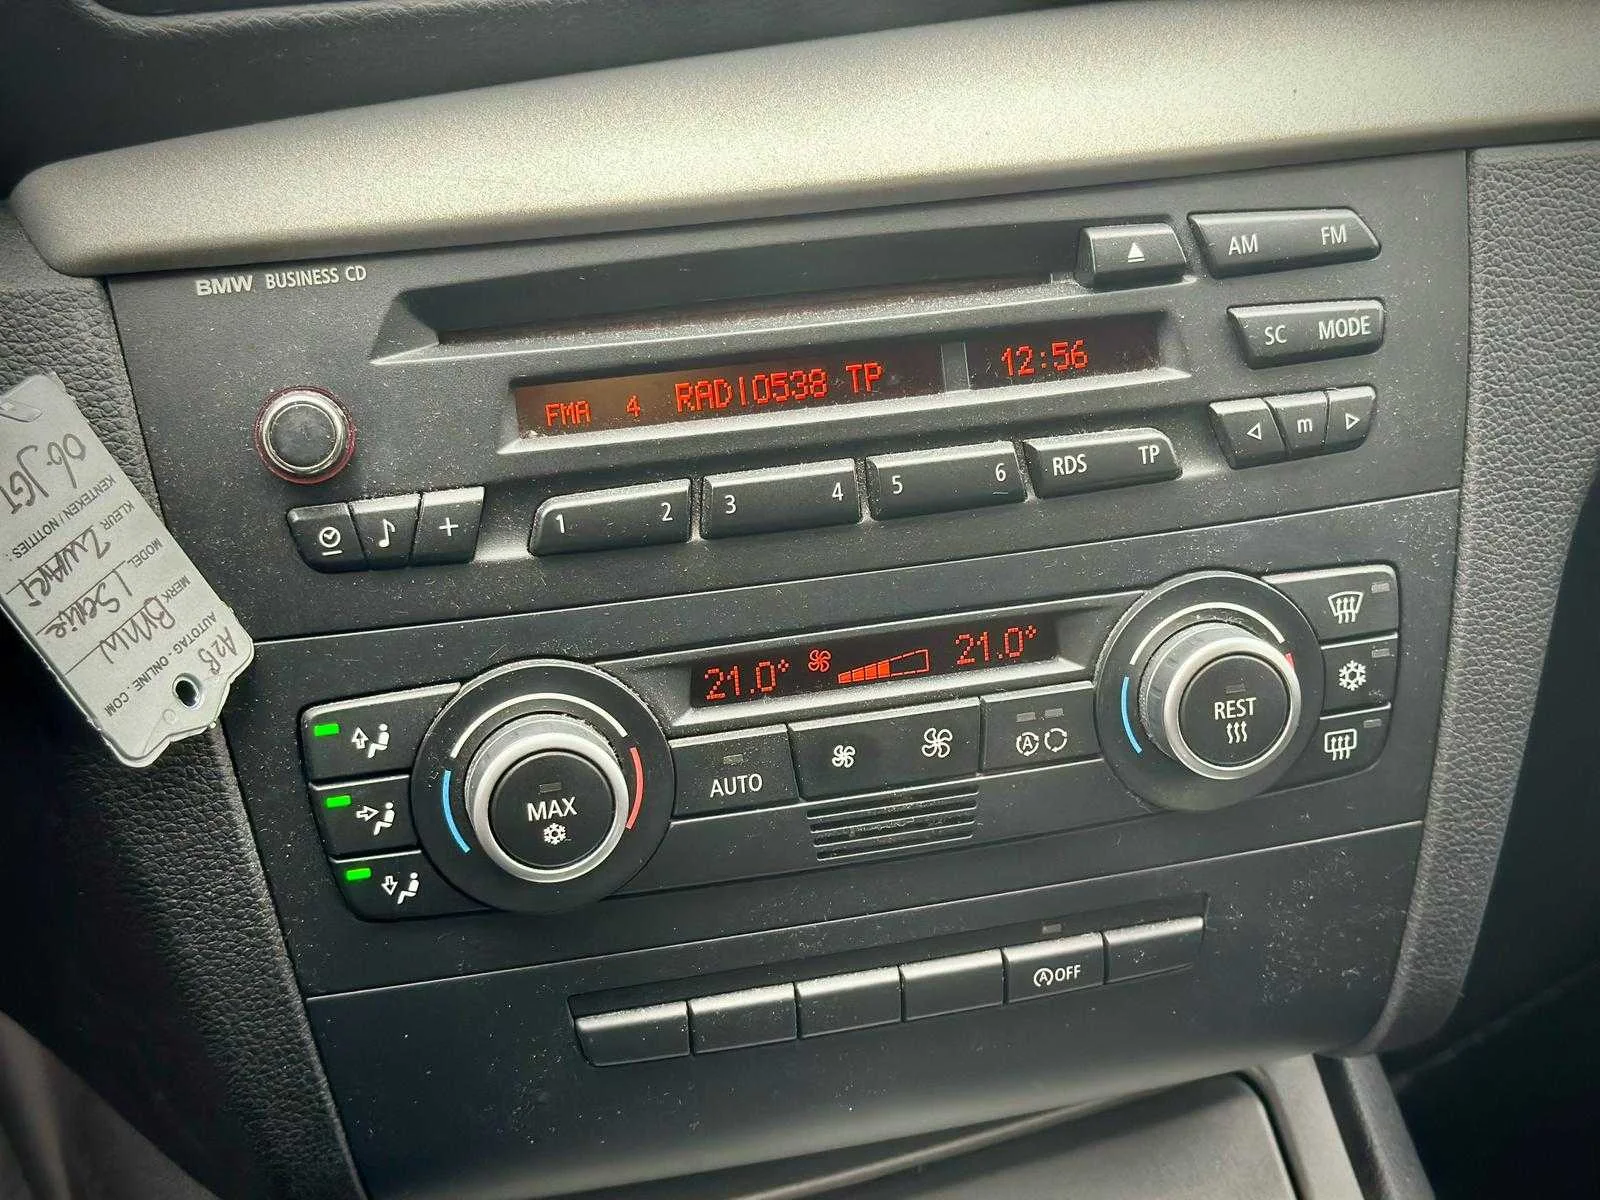 BMW BUSINESS CD
AM FM
SC MODE
FMA 4 RADIO538 TP 12:56
m
1 2 3 4 5 6 RDS TP
+
21.0° 21.0°
MAX
AUTO
A
REST
A OFF
A2B
AUTOTAG-ONLINE.COM
MERK BMW
MODEL 1 Serie
KLEUR ZWART
KENTEKEN / NOTITIES :